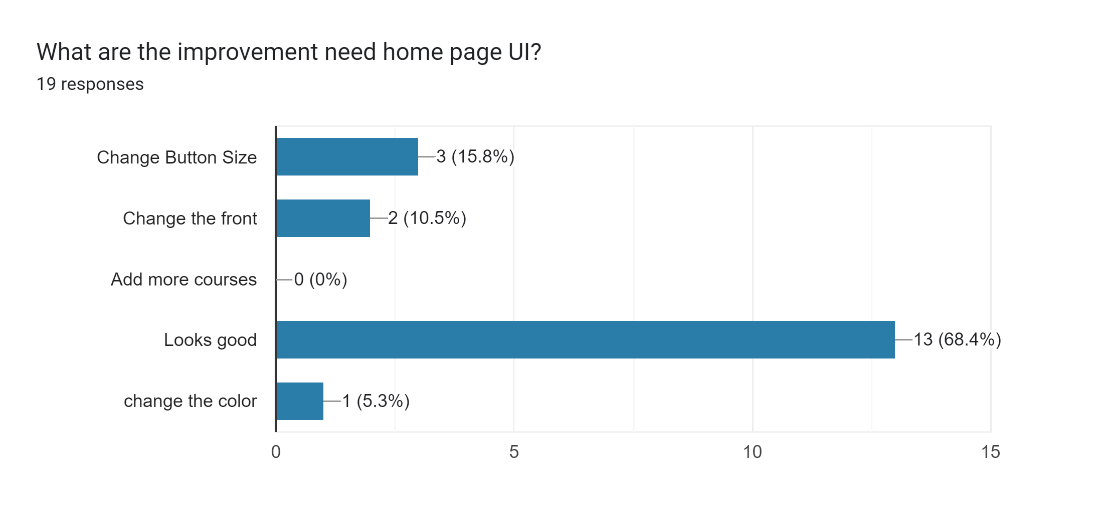 What are the improvement need home page UI?
19 responses
Change Button Size
3 (15.8%)
Change the front
2 (10.5%)
Add more courses
0 (0%)
Looks good
13 (68.4%)
change the color
1 (5.3%)
0
5
10
15